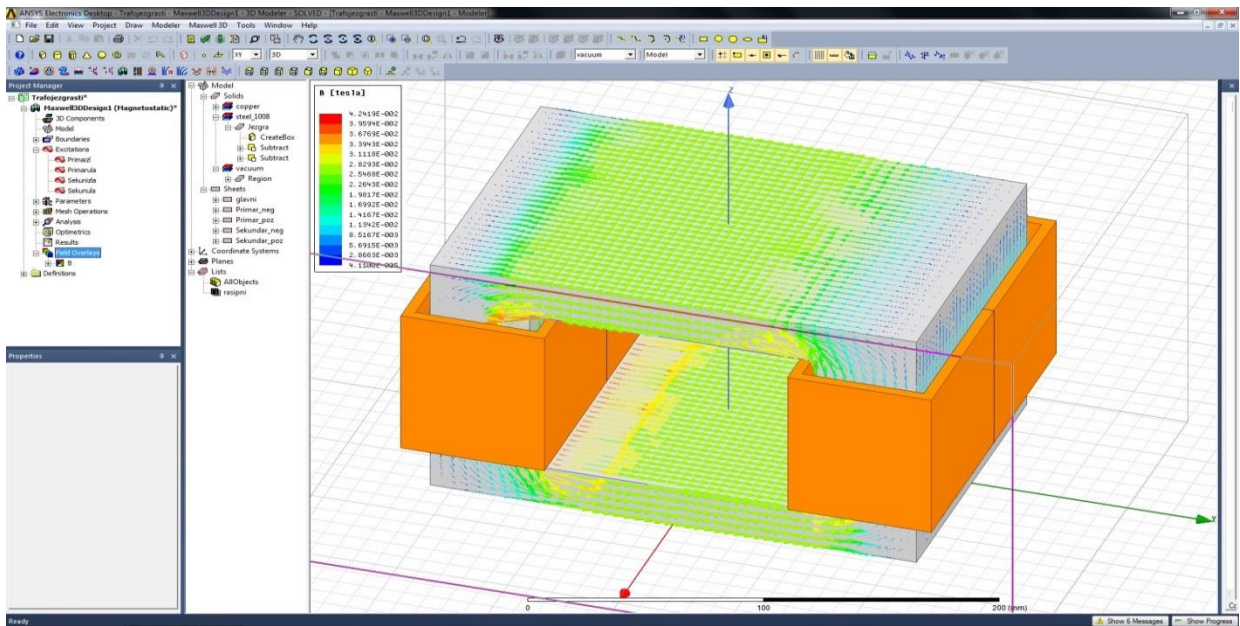 ANSYS Electronics Desktop - Trafojezgrasti - Maxwell3DDesign1 - 3D Modeler - SOLVED - [Trafojezgrasti - Maxwell3DDesign1 - Modeler]
File Edit View Project Draw Modeler Maxwell 3D Tools Window Help
XY 3D vacuum Model
Project Manager
Trafojezgrasti*
Maxwell3DDesign1 (Magnetostatic)*
3D Components
Model
Boundaries
Excitations
Primaizl
Primarula
Sekunizla
Sekunula
Parameters
Mesh Operations
Analysis
Optimetrics
Results
Field Overlays
B
Definitions
Properties
Model
Solids
copper
steel_1008
Jezgra
CreateBox
Subtract
Subtract
vacuum
Region
Sheets
glavni
Primar_neg
Primar_poz
Sekundar_neg
Sekundar_poz
Coordinate Systems
Planes
Lists
AllObjects
rasipni
B [tesla]
4.2419E-002
3.9594E-002
3.6769E-002
3.3943E-002
3.1118E-002
2.8293E-002
2.5468E-002
2.2643E-002
1.9817E-002
1.6992E-002
1.4167E-002
1.1342E-002
8.5167E-003
5.6915E-003
2.8663E-003
Z
Y
0 100 200 (mm)
Ready
Show 6 Messages Show Progress